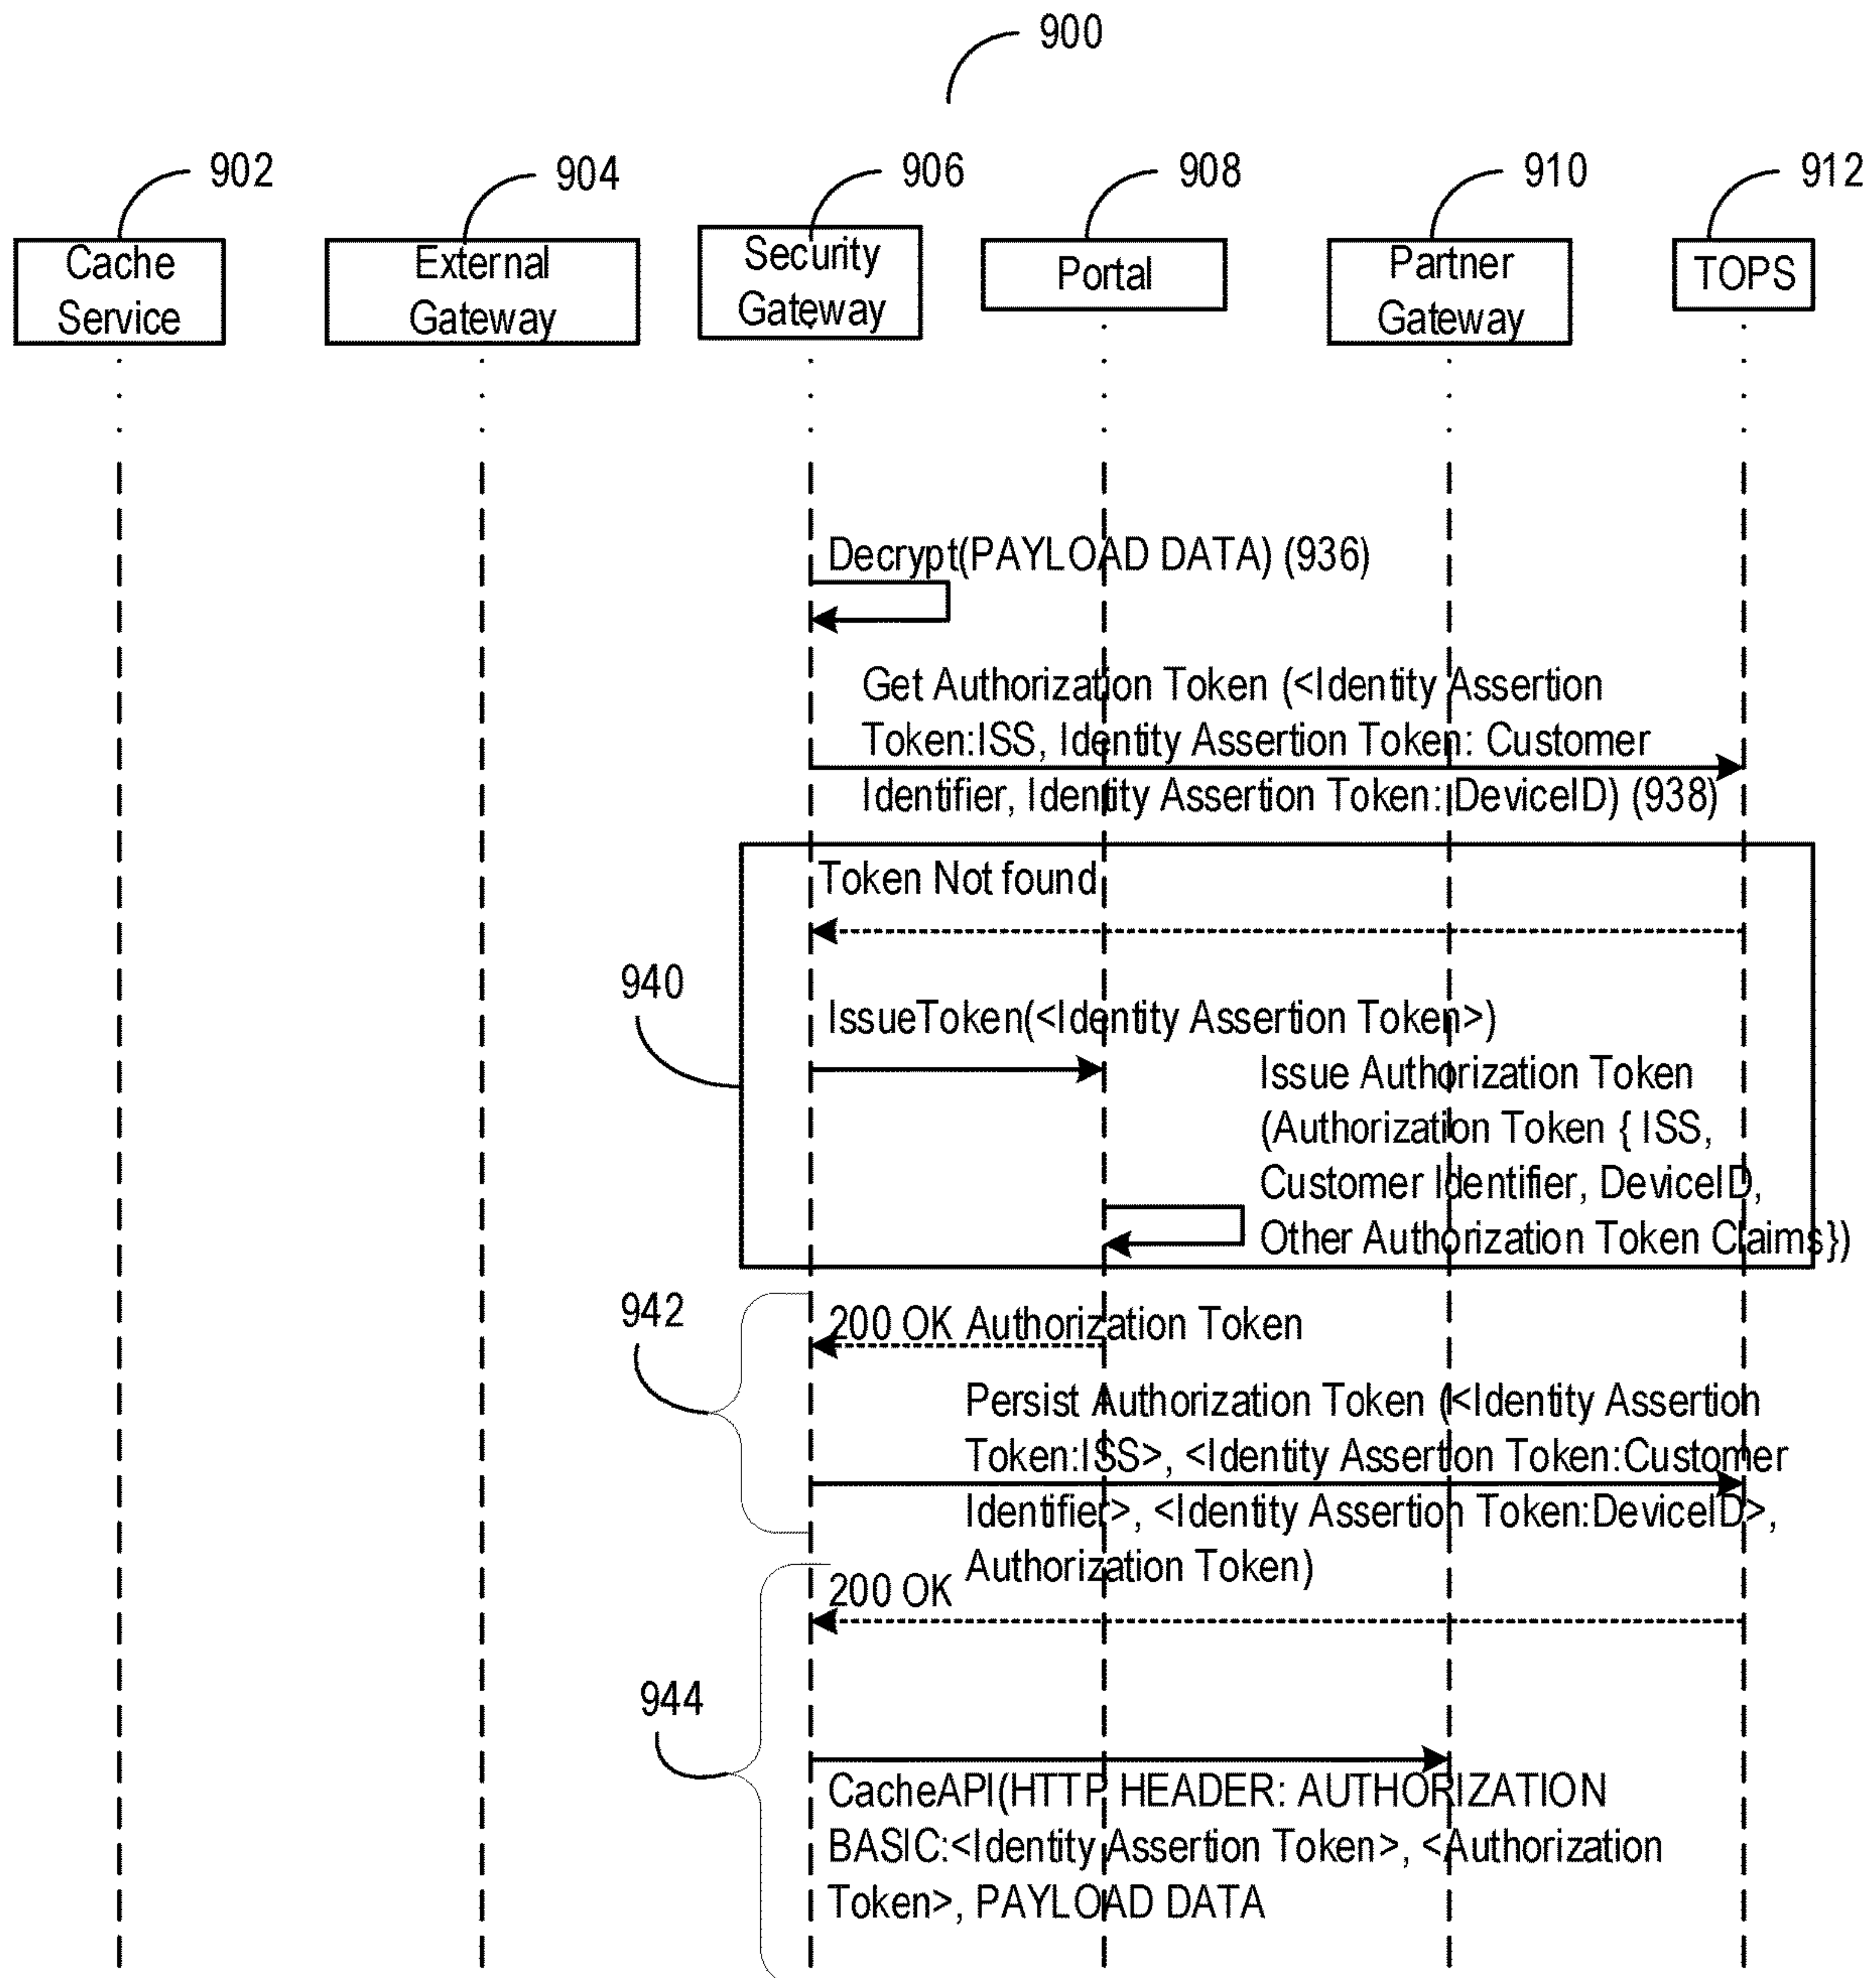 900
902
904
906
908
910
912
Cache
Service
External
Gateway
Security
Gateway
Portal
Partner
Gateway
TOPS
Decrypt(PAYLOAD DATA) (936)
Get Authorization Token (<Identity Assertion
Token:ISS, Identity Assertion Token: Customer
Identifier, Identity Assertion Token: DeviceID) (938)
Token Not found
940
IssueToken(<Identity Assertion Token>)
Issue Authorization Token
(Authorization Token { ISS,
Customer Identifier, DeviceID,
Other Authorization Token Claims})
942
200 OK Authorization Token
Persist Authorization Token (<Identity Assertion
Token:ISS>, <Identity Assertion Token:Customer
Identifier>, <Identity Assertion Token:DeviceID>,
Authorization Token)
200 OK
944
CacheAPI(HTTP HEADER: AUTHORIZATION
BASIC:<Identity Assertion Token>, <Authorization
Token>, PAYLOAD DATA